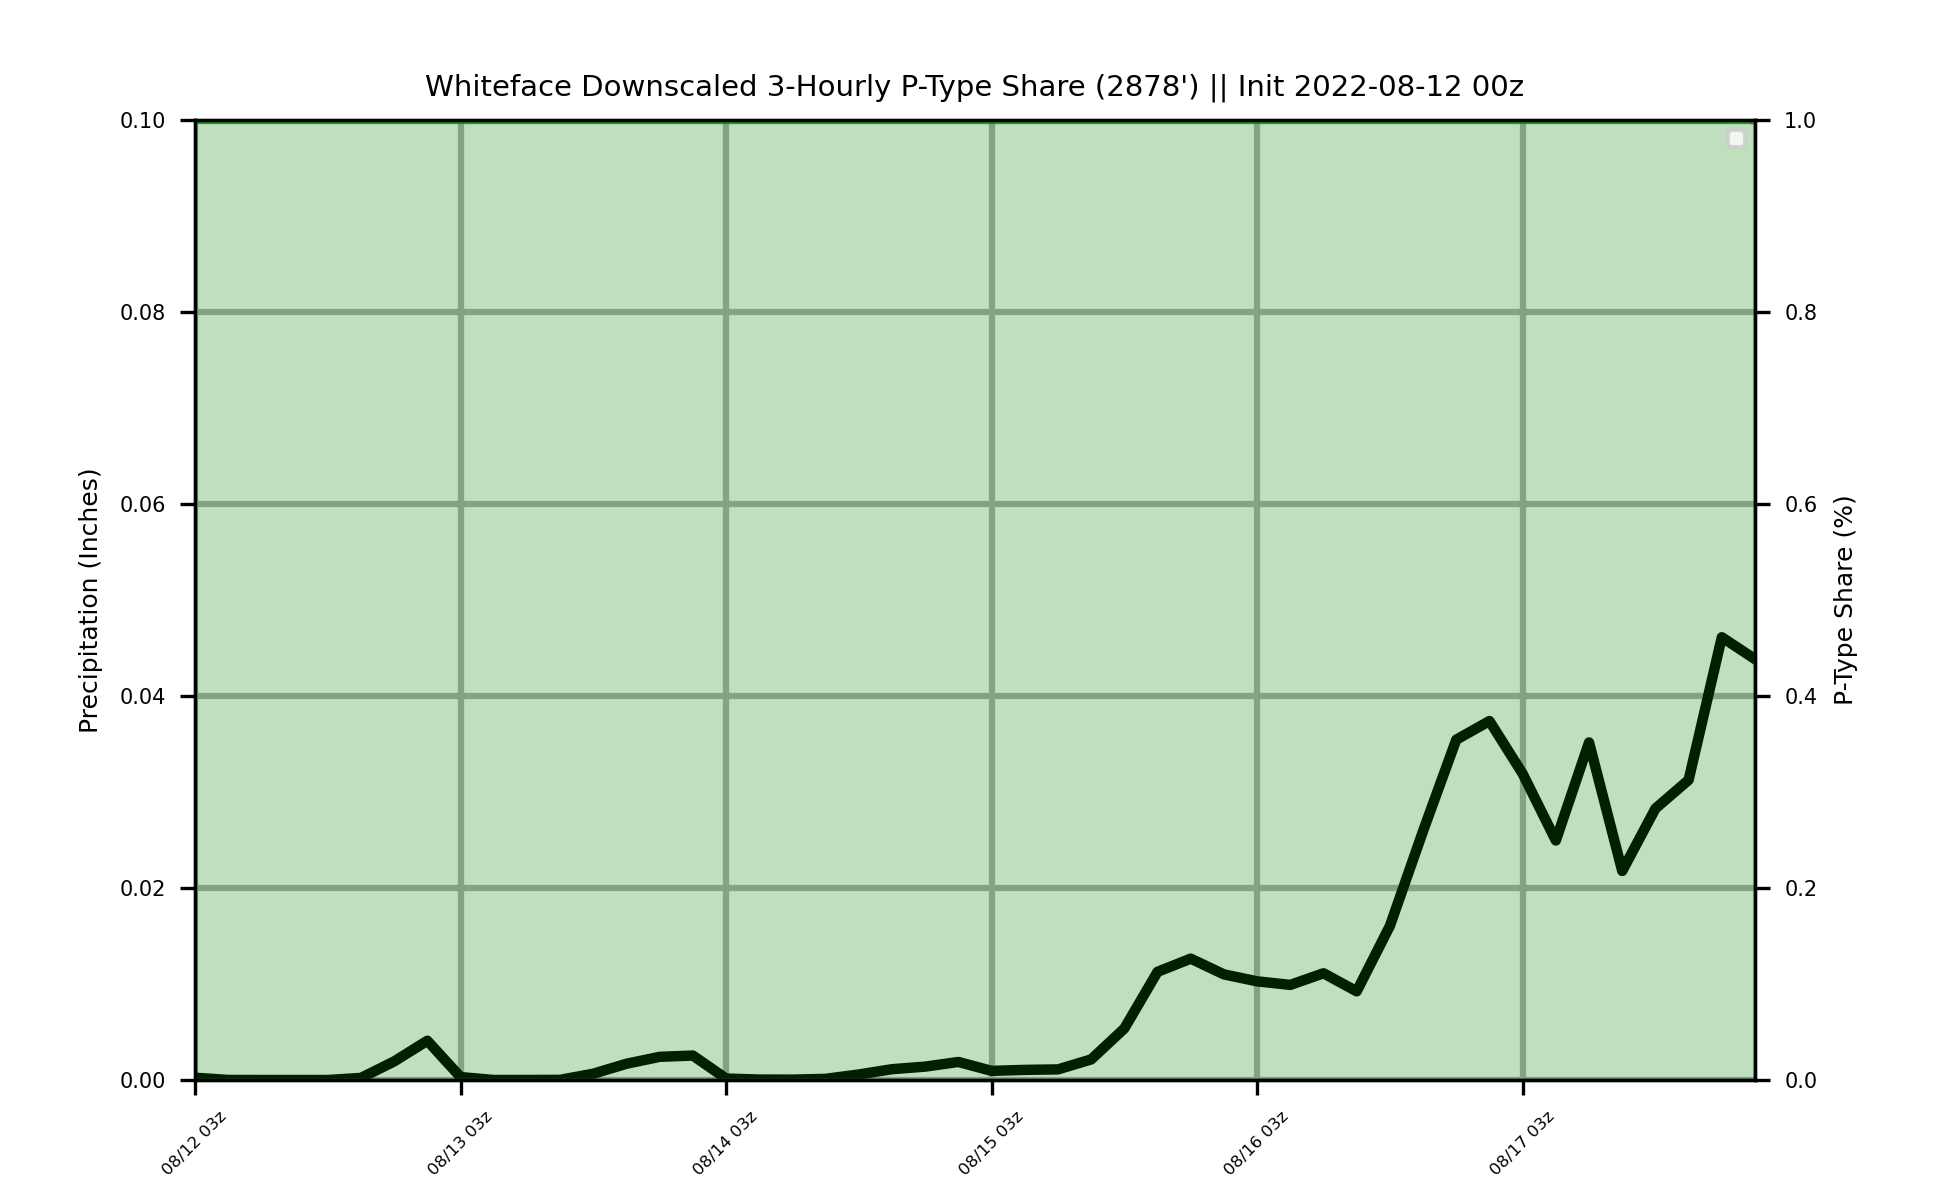 Whiteface Downscaled 3-Hourly P-Type Share (2878') || Init 2022-08-12 00z
0.10
0.08
0.06
0.04
0.02
0.00
Precipitation (Inches)
1.0
0.8
0.6
0.4
0.2
0.0
P-Type Share (%)
08/12 03z
08/13 03z
08/14 03z
08/15 03z
08/16 03z
08/17 03z